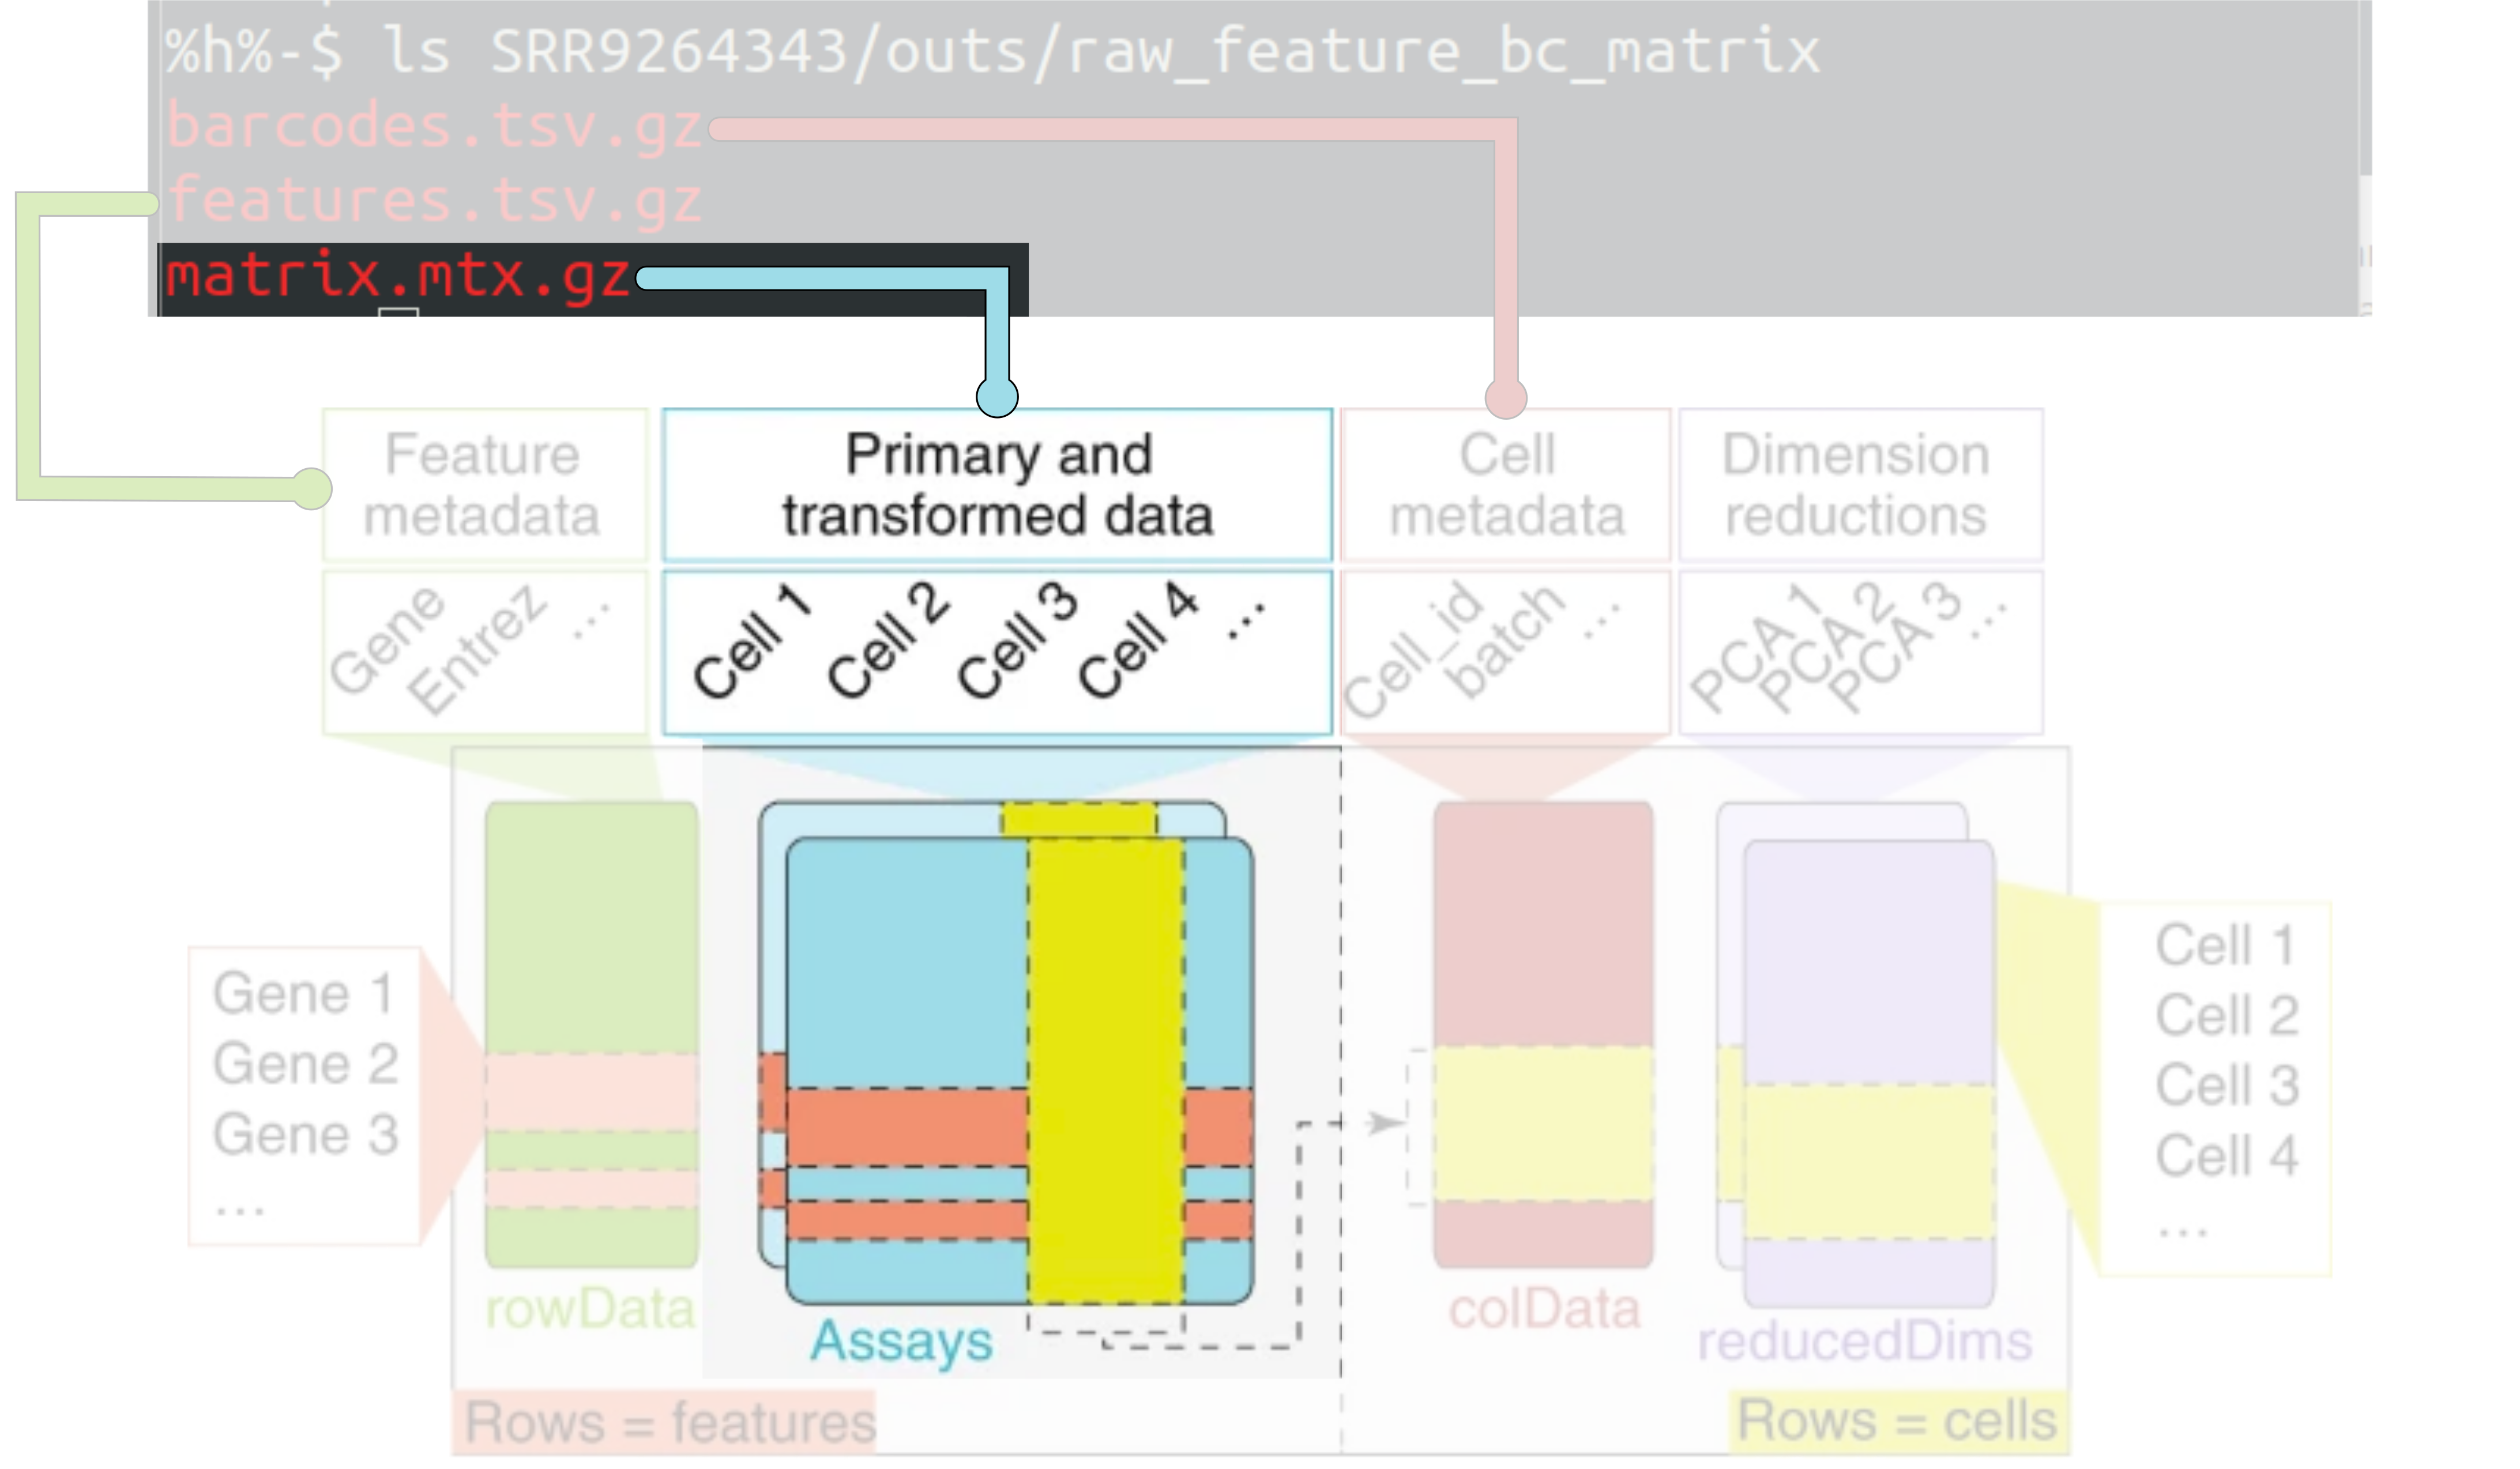 %h%-$ ls SRR9264343/outs/raw_feature_bc_matrix
barcodes.tsv.gz
features.tsv.gz
matrix.mtx.gz
Feature
metadata
Primary and
transformed data
Cell
metadata
Dimension
reductions
Gene
Entrez
...
Cell 1
Cell 2
Cell 3
Cell 4
...
Cell_id
batch
...
PCA 1
PCA 2
PCA 3
...
Gene 1
Gene 2
Gene 3
...
Cell 1
Cell 2
Cell 3
Cell 4
...
rowData
Assays
colData
reducedDims
Rows = features
Rows = cells